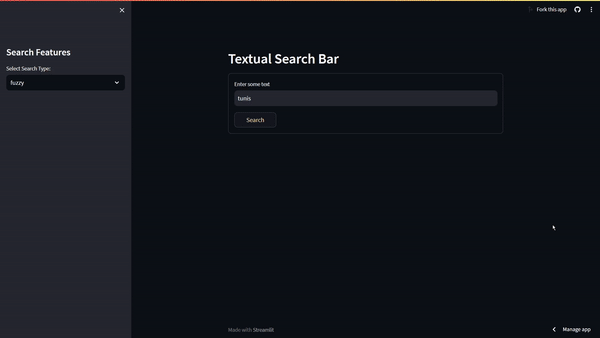 Fork this app
Search Features
Select Search Type:
fuzzy
Textual Search Bar
Enter some text
tunis
Search
Made with Streamlit
Manage app